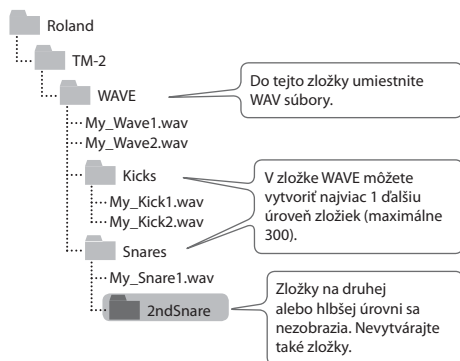 Roland
TM-2
WAVE
Do tejto zložky umiestnite
WAV súbory.
My_Wave1.wav
My_Wave2.wav
Kicks
V zložke WAVE môžete
vytvoriť najviac 1 ďalšiu
úroveň zložiek (maximálne
300).
My_Kick1.wav
My_Kick2.wav
Snares
My_Snare1.wav
2ndSnare
Zložky na druhej
alebo hlbšej úrovni sa
nezobrazia. Nevytvárajte
také zložky.